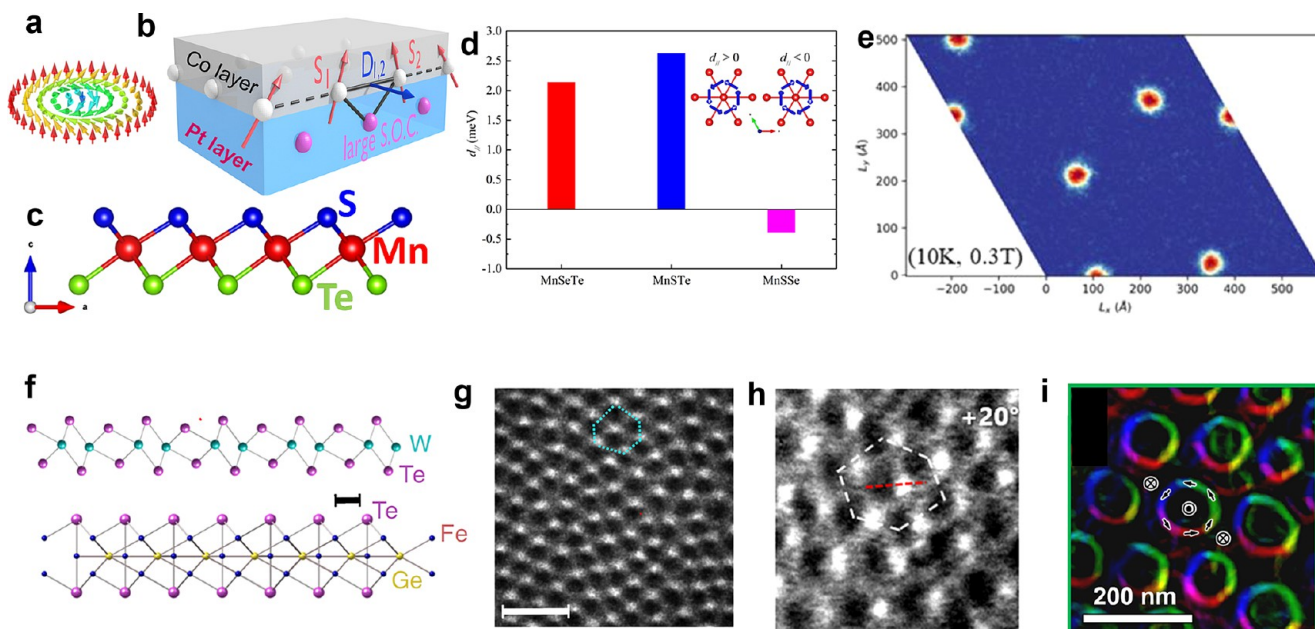 a
b
Co layer
S1
D1,2
S2
Pt layer
large S.O.C.
c
S
Mn
Te
c
a
d
3.0
2.5
2.0
1.5
1.0
0.5
0.0
-0.5
-1.0
d// (meV)
d// > 0
d// < 0
MnSeTe
MnSTe
MnSSe
e
500
400
300
200
100
0
Ly (Å)
(10K, 0.3T)
-200
-100
0
100
200
300
400
500
Lx (Å)
f
W
Te
Te
Fe
Ge
g
h
+20°
i
200 nm